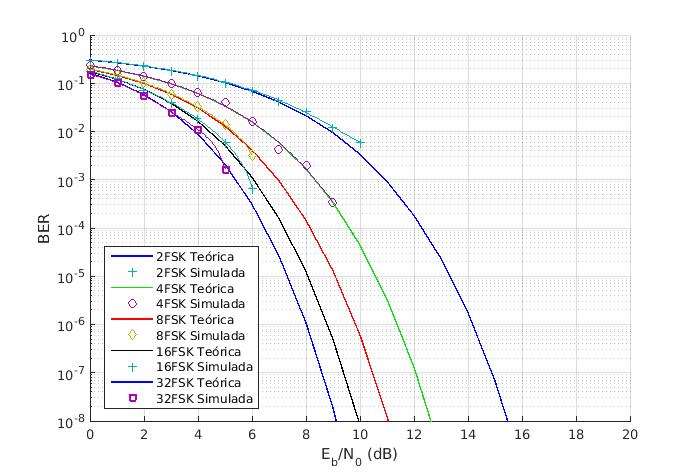 10^0
10^-1
10^-2
10^-3
10^-4
10^-5
10^-6
10^-7
10^-8
BER
2FSK Teórica
2FSK Simulada
4FSK Teórica
4FSK Simulada
8FSK Teórica
8FSK Simulada
16FSK Teórica
16FSK Simulada
32FSK Teórica
32FSK Simulada
0 2 4 6 8 10 12 14 16 18 20
E_b/N_0 (dB)